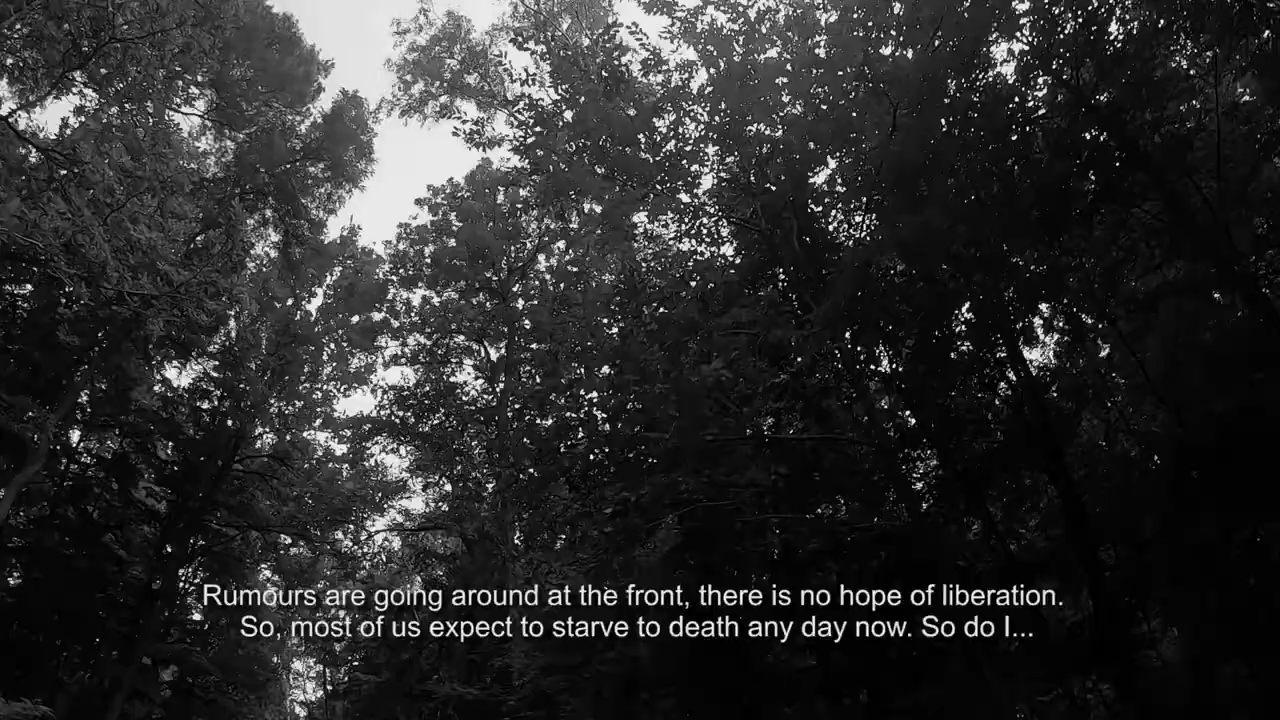 Rumours are going around at the front, there is no hope of liberation.
So, most of us expect to starve to death any day now. So do I...